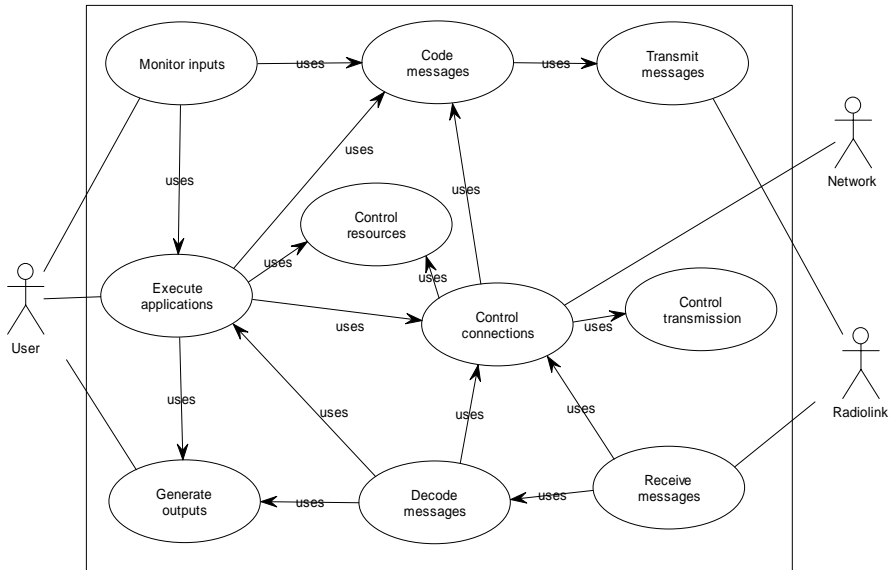 Monitor inputs
uses
Code
messages
uses
Transmit
messages
uses
uses
uses
Network
Control
resources
uses
uses
Execute
applications
uses
Control
connections
uses
Control
transmission
User
Radiolink
uses
uses
uses
uses
Generate
outputs
uses
Decode
messages
uses
Receive
messages